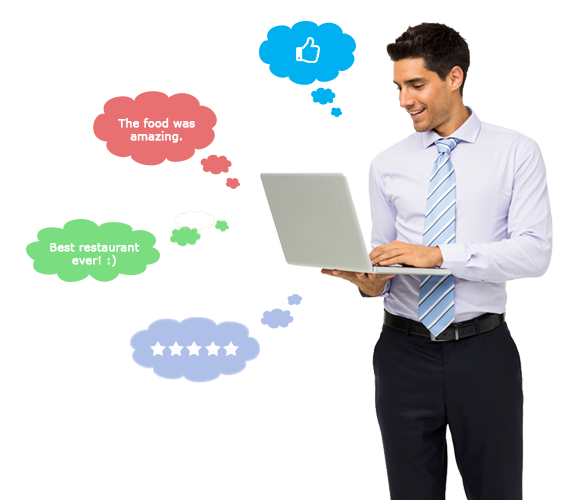 The food was
amazing.
Best restaurant
ever! :)